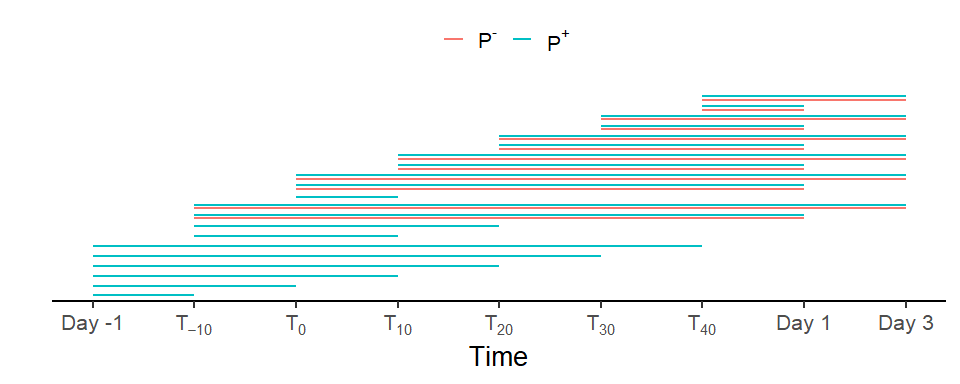 P⁻ P⁺
Day -1 T₋₁₀ T₀ T₁₀ T₂₀ T₃₀ T₄₀ Day 1 Day 3
Time